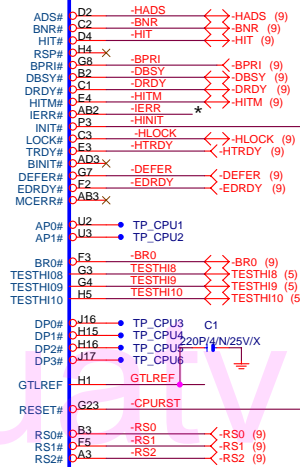 ADS# D2 -HADS -HADS (9)
BNR# C2 -BNR -BNR (9)
HIT# D4 -HIT -HIT (9)
RSP# H4
BPRI# G8 -BPRI -BPRI (9)
DBSY# B2 -DBSY -DBSY (9)
DRDY# C1 -DRDY -DRDY (9)
HITM# E4 -HITM -HITM (9)
IERR# AB2 -IERR *
INIT# P3 -HINIT
LOCK# C3 -HLOCK -HLOCK (9)
TRDY# E3 -HTRDY -HTRDY (9)
BINIT# AD3
DEFER# G7 -DEFER -DEFER (9)
EDRDY# F2 -EDRDY -EDRDY (9)
MCERR# AB3
AP0# U2 TP_CPU1
AP1# U3 TP_CPU2
BR0# F3 -BR0 -BR0 (9)
TESTHI08 G3 TESTHI8 TESTHI8 (5)
TESTHI09 G4 TESTHI9 TESTHI9 (5)
TESTHI10 H5 TESTHI10 TESTHI10 (5
DP0# J16 TP_CPU3 C1
DP1# H15 TP_CPU4
DP2# H16 TP_CPU5 220P/4/N/25V/X
DP3# J17 TP_CPU6
GTLREF H1 GTLREF
RESET# G23 -CPURST
RS0# B3 -RS0 -RS0 (9)
RS1# F5 -RS1 -RS1 (9)
RS2# A3 -RS2 -RS2 (9)